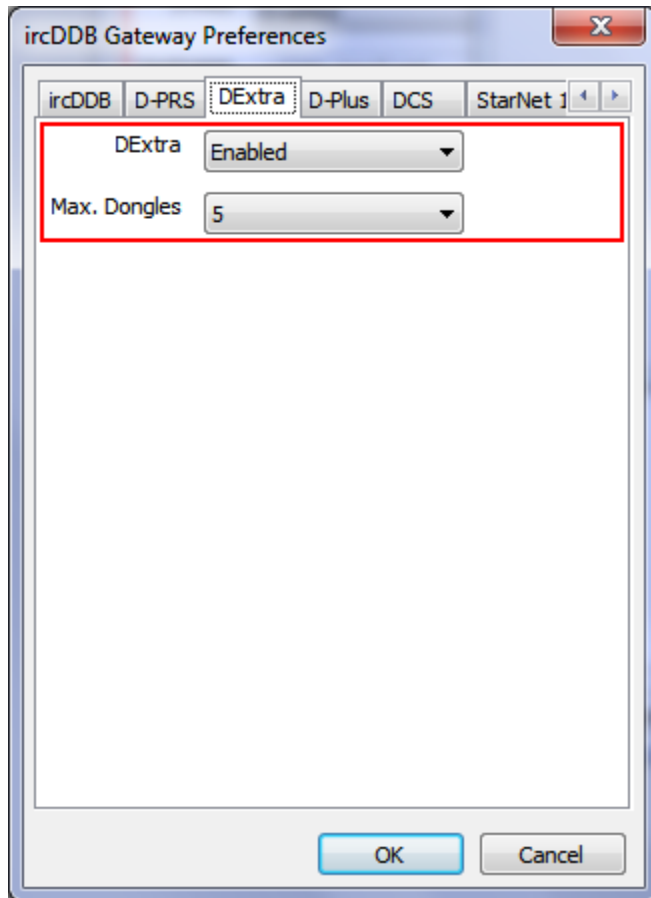 ircDDB Gateway Preferences
ircDDB D-PRS DExtra D-Plus DCS StarNet 1
DExtra Enabled
Max. Dongles 5
OK Cancel